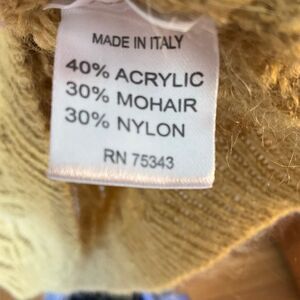 MADE IN ITALY
40% ACRYLIC
30% MOHAIR
30% NYLON
RN 75343